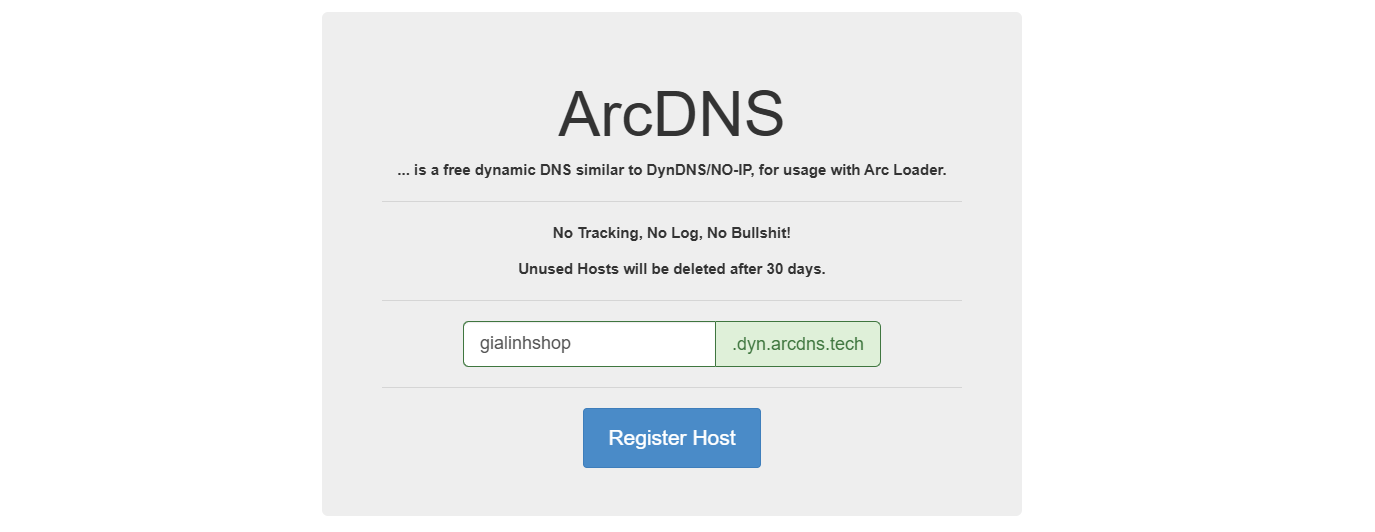 ArcDNS
... is a free dynamic DNS similar to DynDNS/NO-IP, for usage with Arc Loader.
No Tracking, No Log, No Bullshit!
Unused Hosts will be deleted after 30 days.
gialinhshop .dyn.arcdns.tech
Register Host